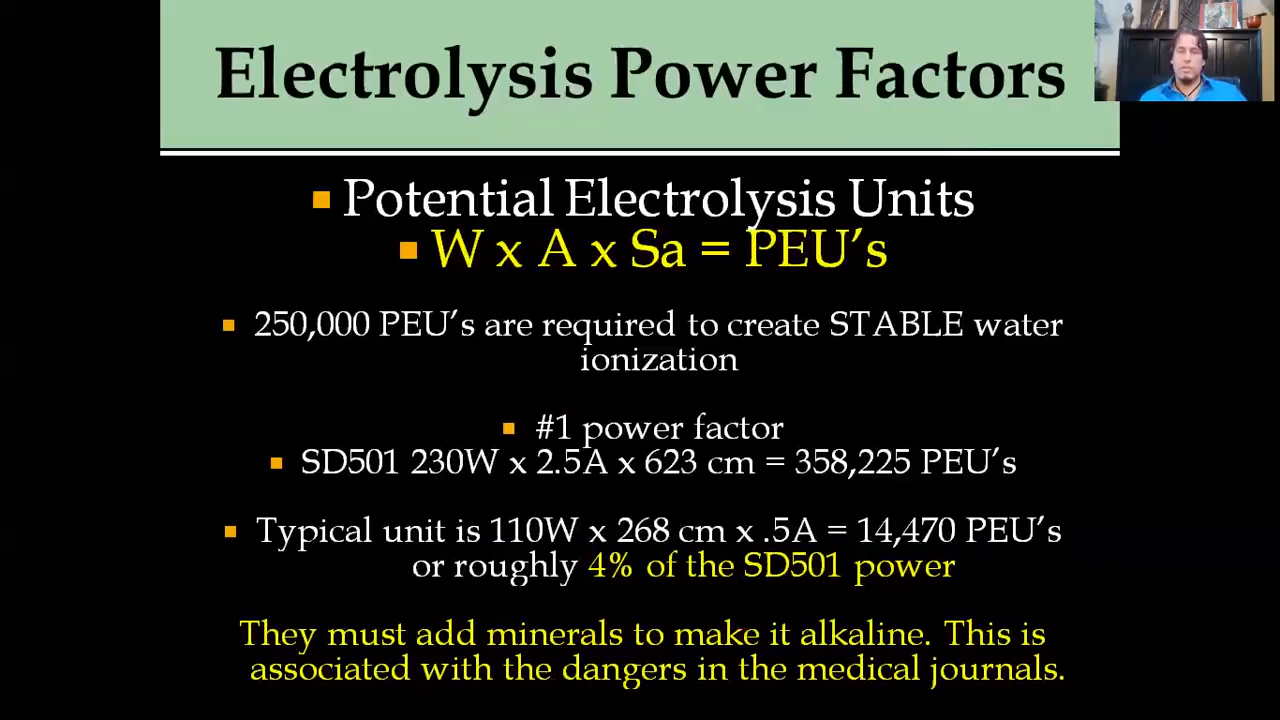 Electrolysis Power Factors
Potential Electrolysis Units
W x A x Sa = PEU's
250,000 PEU's are required to create STABLE water
ionization
#1 power factor
SD501 230W x 2.5A x 623 cm = 358,225 PEU's
Typical unit is 110W x 268 cm x .5A = 14,470 PEU's
or roughly 4% of the SD501 power
They must add minerals to make it alkaline. This is
associated with the dangers in the medical journals.